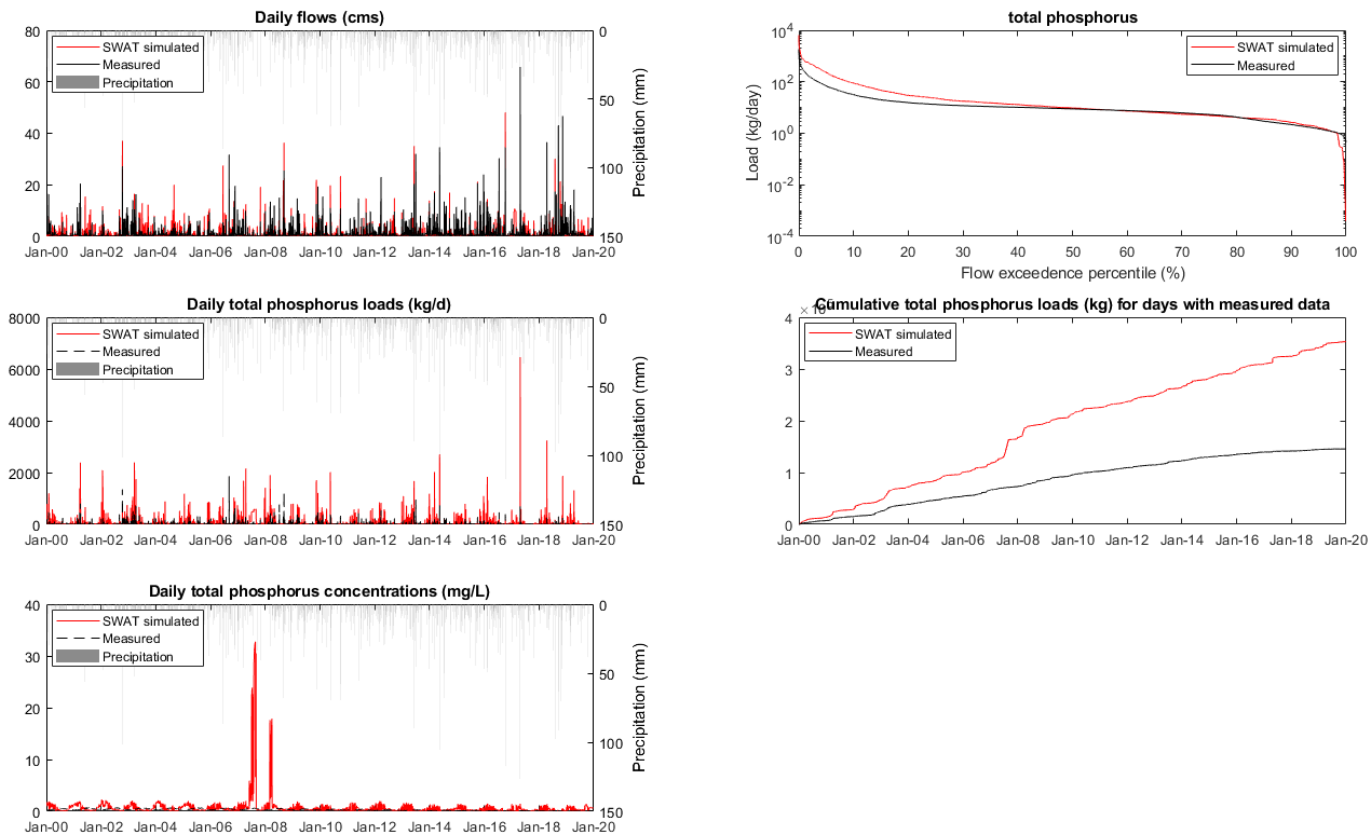 Daily flows (cms)
80
60
40
20
0
SWAT simulated
Measured
Precipitation
0
50
100
150
Precipitation (mm)
Jan-00 Jan-02 Jan-04 Jan-06 Jan-08 Jan-10 Jan-12 Jan-14 Jan-16 Jan-18 Jan-20
total phosphorus
10^4
10^2
10^0
10^-2
10^-4
Load (kg/day)
SWAT simulated
Measured
0 10 20 30 40 50 60 70 80 90 100
Flow exceedence percentile (%)
Daily total phosphorus loads (kg/d)
8000
6000
4000
2000
0
SWAT simulated
Measured
Precipitation
0
50
100
150
Precipitation (mm)
Jan-00 Jan-02 Jan-04 Jan-06 Jan-08 Jan-10 Jan-12 Jan-14 Jan-16 Jan-18 Jan-20
Cumulative total phosphorus loads (kg) for days with measured data
4
3
2
1
0
SWAT simulated
Measured
Jan-00 Jan-02 Jan-04 Jan-06 Jan-08 Jan-10 Jan-12 Jan-14 Jan-16 Jan-18 Jan-20
Daily total phosphorus concentrations (mg/L)
40
30
20
10
0
SWAT simulated
Measured
Precipitation
0
50
100
150
Precipitation (mm)
Jan-00 Jan-02 Jan-04 Jan-06 Jan-08 Jan-10 Jan-12 Jan-14 Jan-16 Jan-18 Jan-20